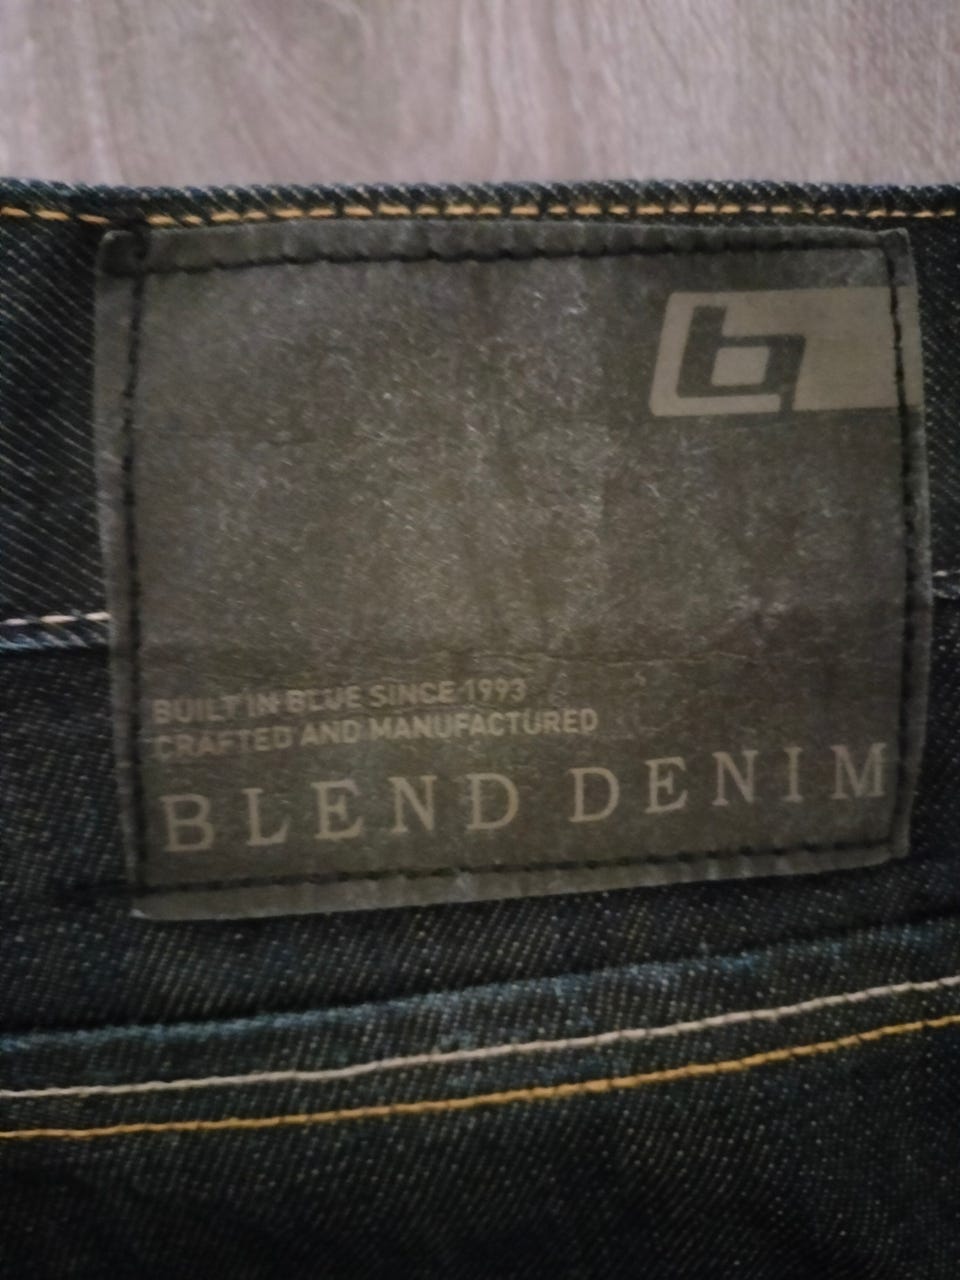 b
BUILT IN BLUE SINCE 1993
CRAFTED AND MANUFACTURED
BLEND DENIM